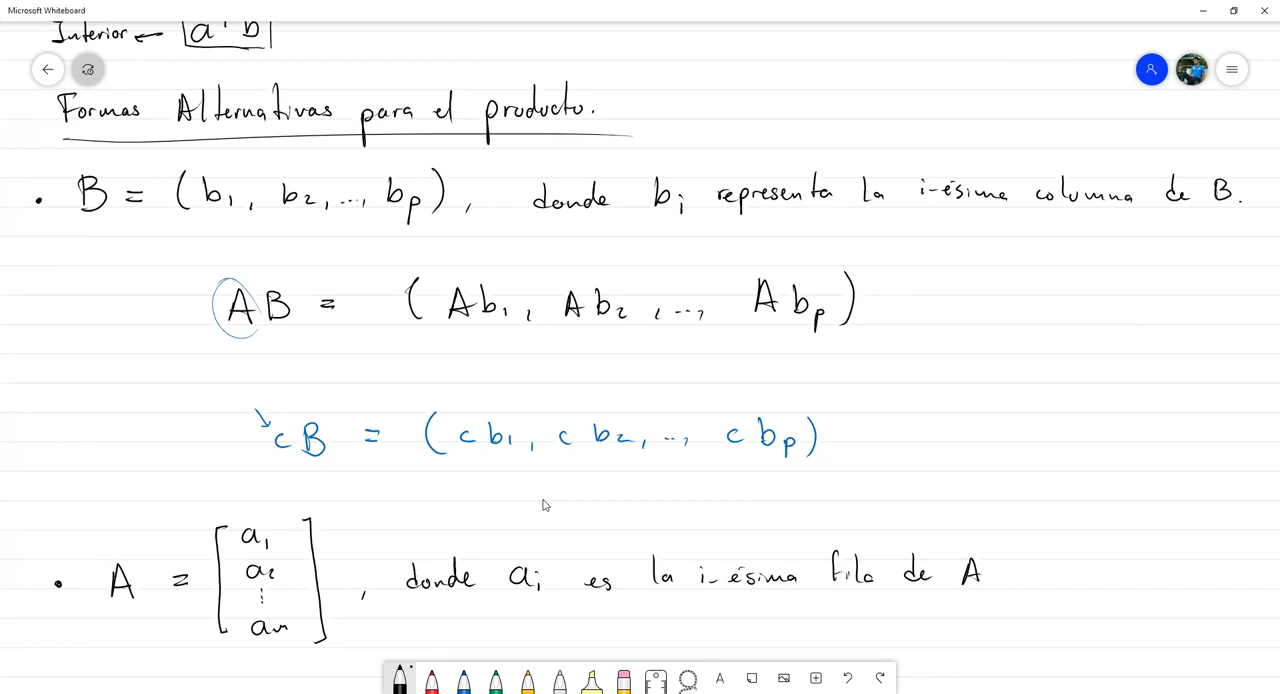 Microsoft Whiteboard
Interior ← a · b
Formas Alternativas para el producto.
• B = (b₁, b₂, ..., bₚ), donde bᵢ representa la i-ésima columna de B.
AB = (Ab₁, Ab₂, ..., Abₚ)
cB = (cb₁, cb₂, .., cbₚ)
• A = [a₁ a₂ ⋮ aₘ], donde aᵢ es la i-ésima fila de A
A